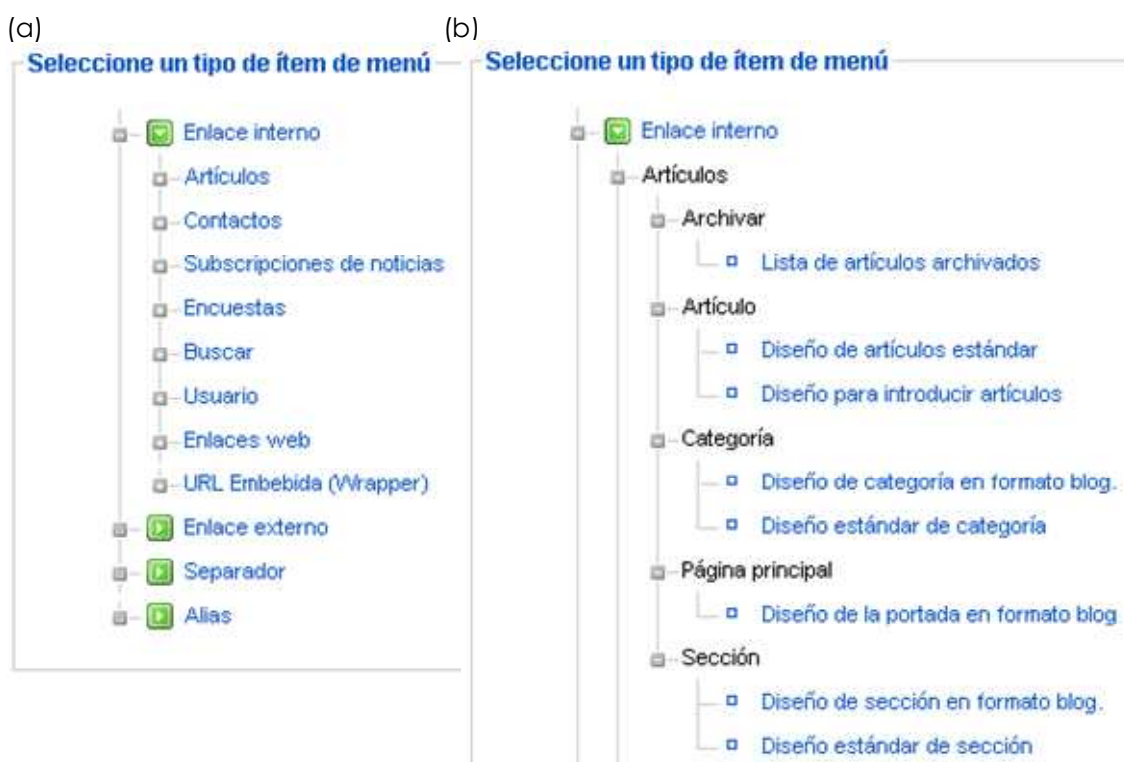 (a)
Seleccione un tipo de ítem de menú
Enlace interno
Artículos
Contactos
Subscripciones de noticias
Encuestas
Buscar
Usuario
Enlaces web
URL Embebida (Wrapper)
Enlace externo
Separador
Alias
(b)
Seleccione un tipo de ítem de menú
Enlace interno
Artículos
Archivar
Lista de artículos archivados
Artículo
Diseño de artículos estándar
Diseño para introducir artículos
Categoría
Diseño de categoría en formato blog.
Diseño estándar de categoría
Página principal
Diseño de la portada en formato blog
Sección
Diseño de sección en formato blog.
Diseño estándar de sección